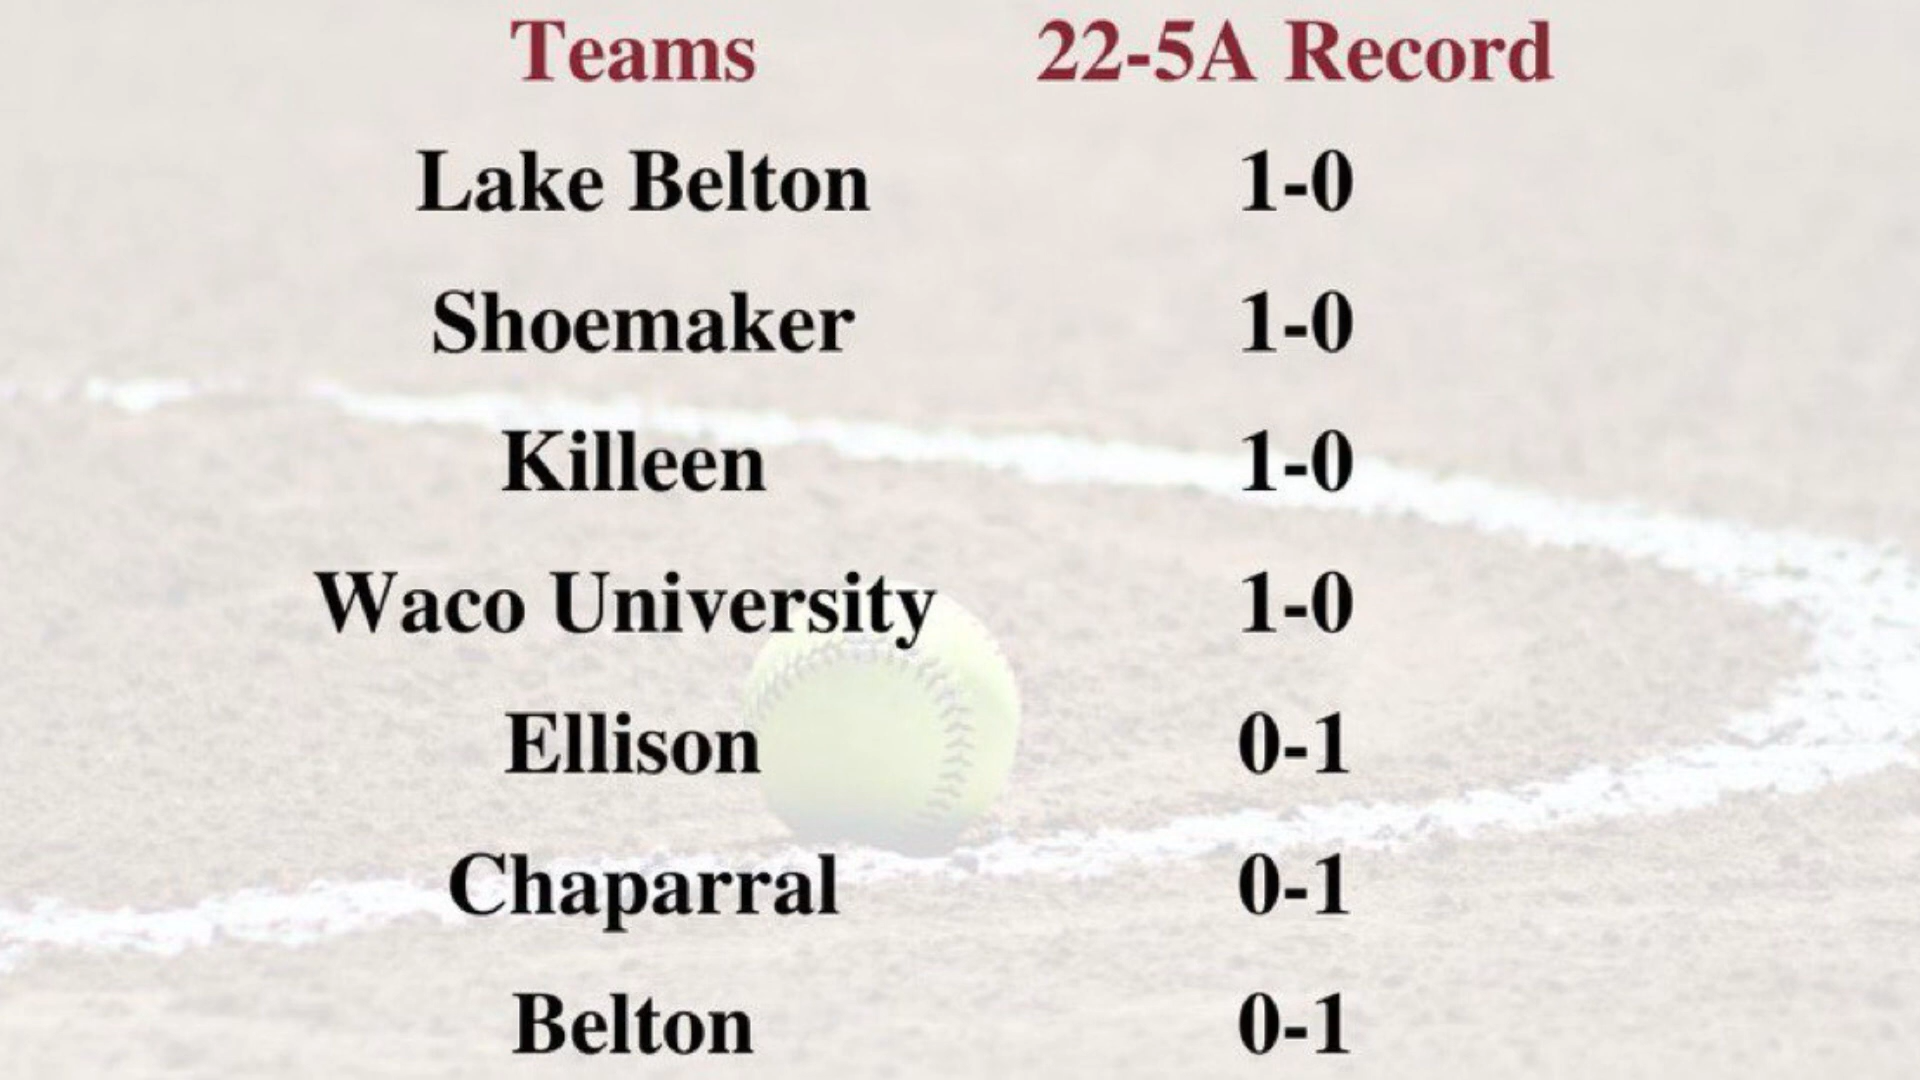 Teams 22-5A Record
Lake Belton 1-0
Shoemaker 1-0
Killeen 1-0
Waco University 1-0
Ellison 0-1
Chaparral 0-1
Belton 0-1